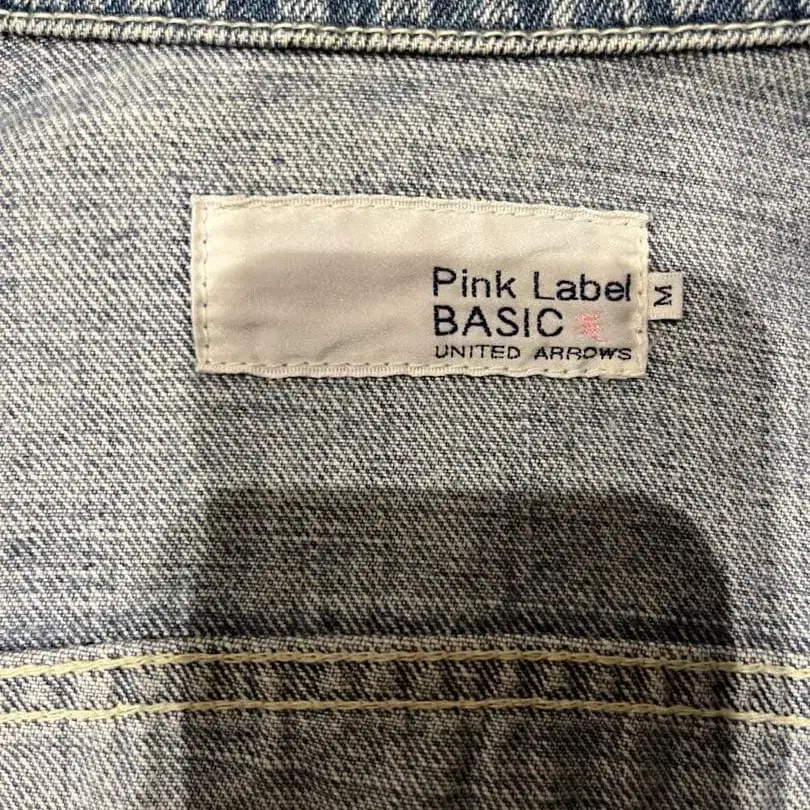 Pink Label
BASIC
UNITED ARROWS
M